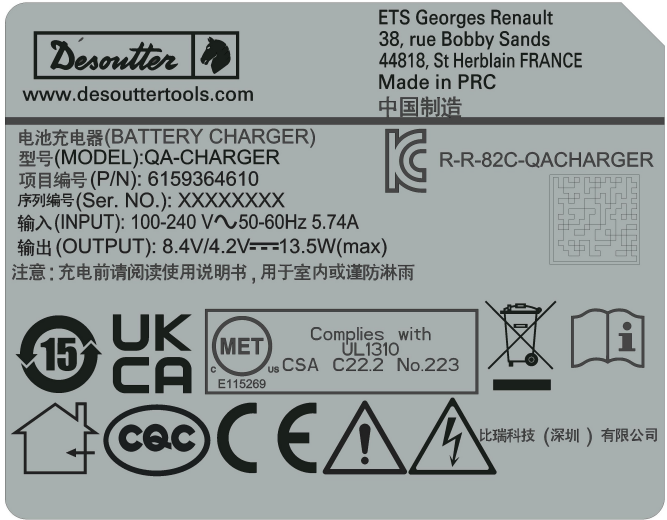 Desoutter
www.desouttertools.com
ETS Georges Renault
38, rue Bobby Sands
44818, St Herblain FRANCE
Made in PRC
中国制造
电池充电器(BATTERY CHARGER)
型号(MODEL):QA-CHARGER
项目编号(P/N): 6159364610
序列编号(Ser. NO.): XXXXXXXX
输入(INPUT): 100-240 V∿50-60Hz 5.74A
输出(OUTPUT): 8.4V/4.2V⎓13.5W(max)
注意: 充电前请阅读使用说明书, 用于室内或谨防淋雨
R-R-82C-QACHARGER
15
UK
CA
C MET US
E115269
Complies with
UL1310
CSA C22.2 No.223
i
CQC
CE
比瑞科技 (深圳) 有限公司